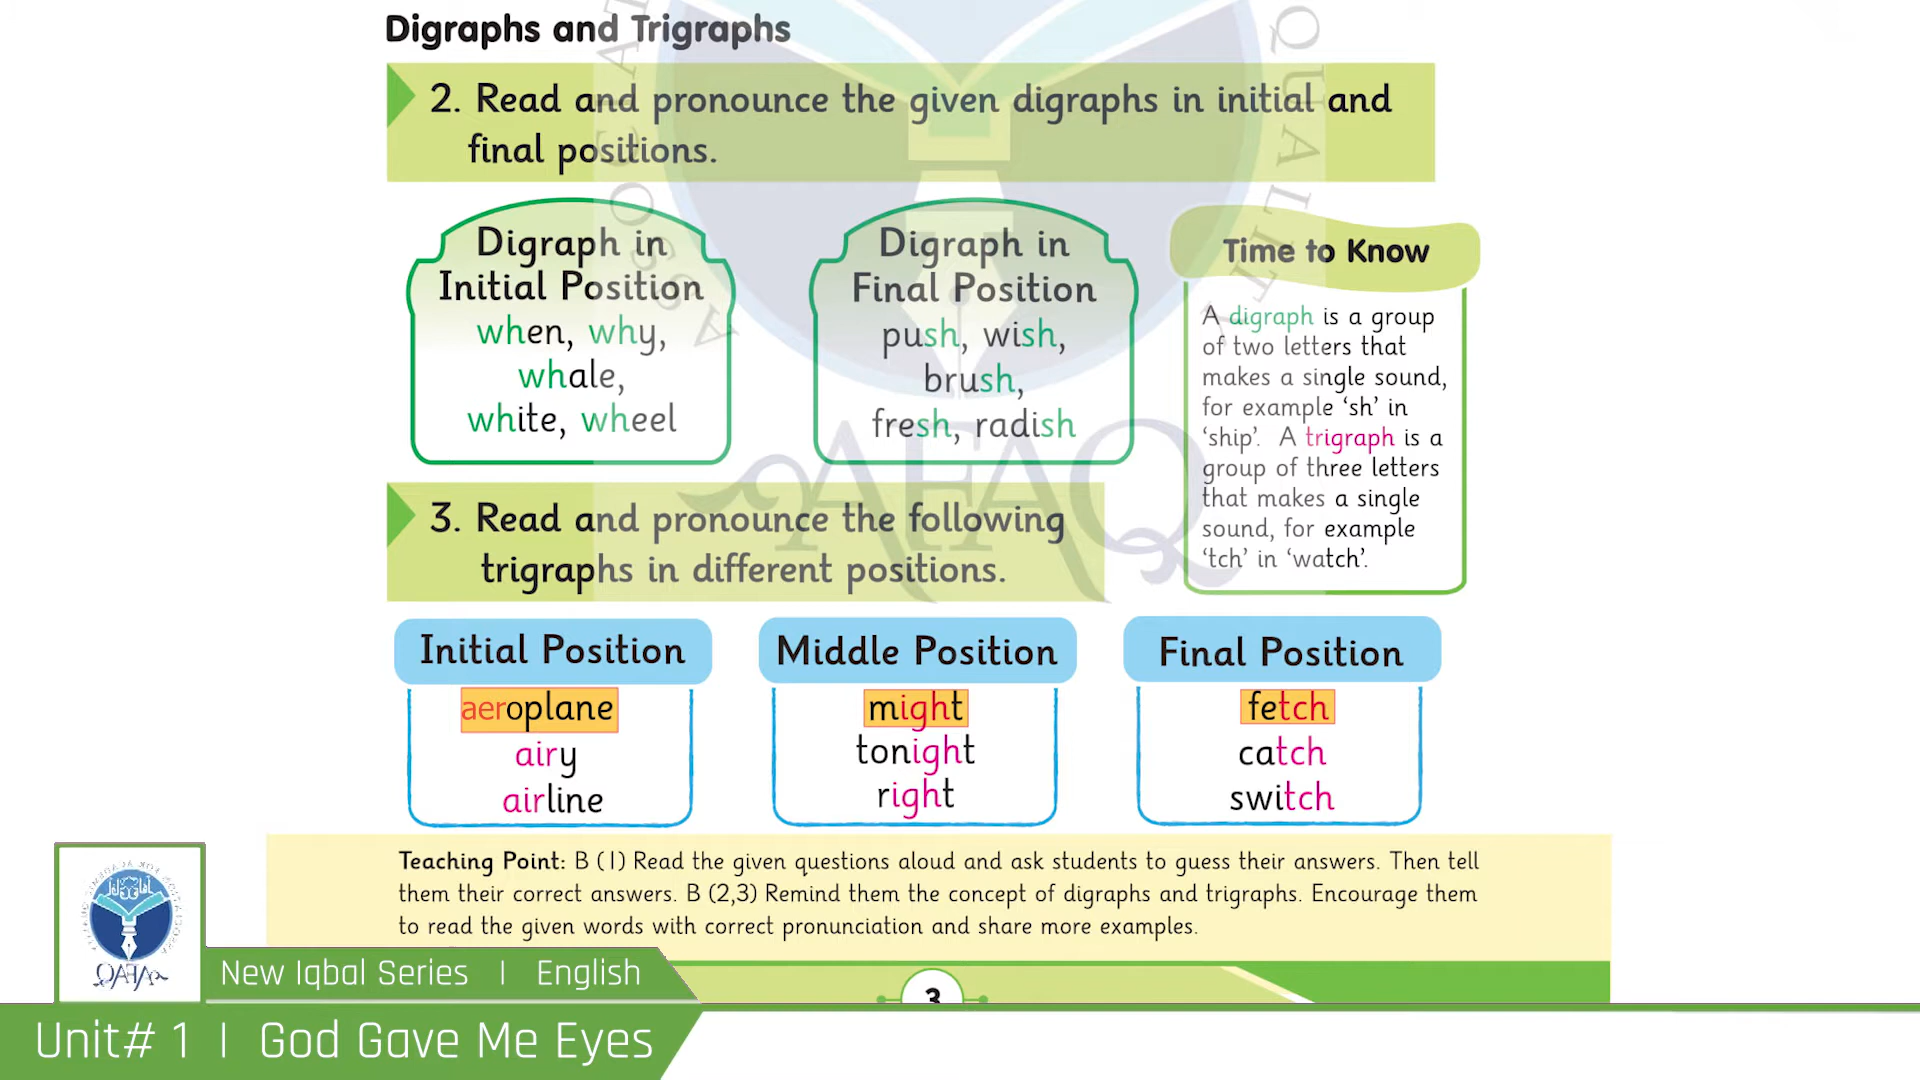 Digraphs and Trigraphs
2. Read and pronounce the given digraphs in initial and
final positions.
Digraph in
Initial Position
when, why,
whale,
white, wheel
Digraph in
Final Position
push, wish,
brush,
fresh, radish
Time to Know
A digraph is a group
of two letters that
makes a single sound,
for example ‘sh’ in
‘ship’. A trigraph is a
group of three letters
that makes a single
sound, for example
‘tch’ in ‘watch’.
3. Read and pronounce the following
trigraphs in different positions.
Initial Position
aeroplane
airy
airline
Middle Position
might
tonight
right
Final Position
fetch
catch
switch
Teaching Point: B (1) Read the given questions aloud and ask students to guess their answers. Then tell
them their correct answers. B (2,3) Remind them the concept of digraphs and trigraphs. Encourage them
to read the given words with correct pronunciation and share more examples.
3
AFAQ
New Iqbal Series | English
Unit# 1 | God Gave Me Eyes